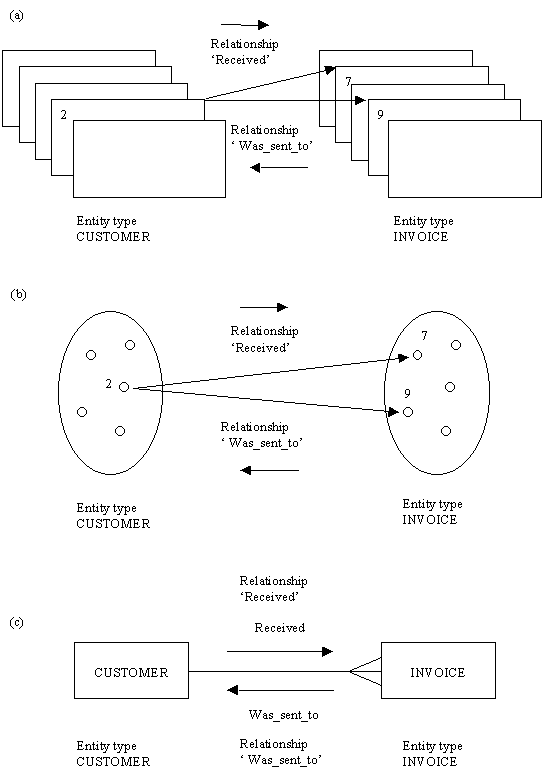 (a)
Relationship
‘Received’
2
7
9
Relationship
‘ Was_sent_to’
Entity type
CUSTOMER
Entity type
INVOICE
(b)
Relationship
‘Received’
2
7
9
Relationship
‘ Was_sent_to’
Entity type
CUSTOMER
Entity type
INVOICE
(c)
Relationship
‘Received’
Received
CUSTOMER
INVOICE
Was_sent_to
Entity type
CUSTOMER
Relationship
‘ Was_sent_to’
Entity type
INVOICE